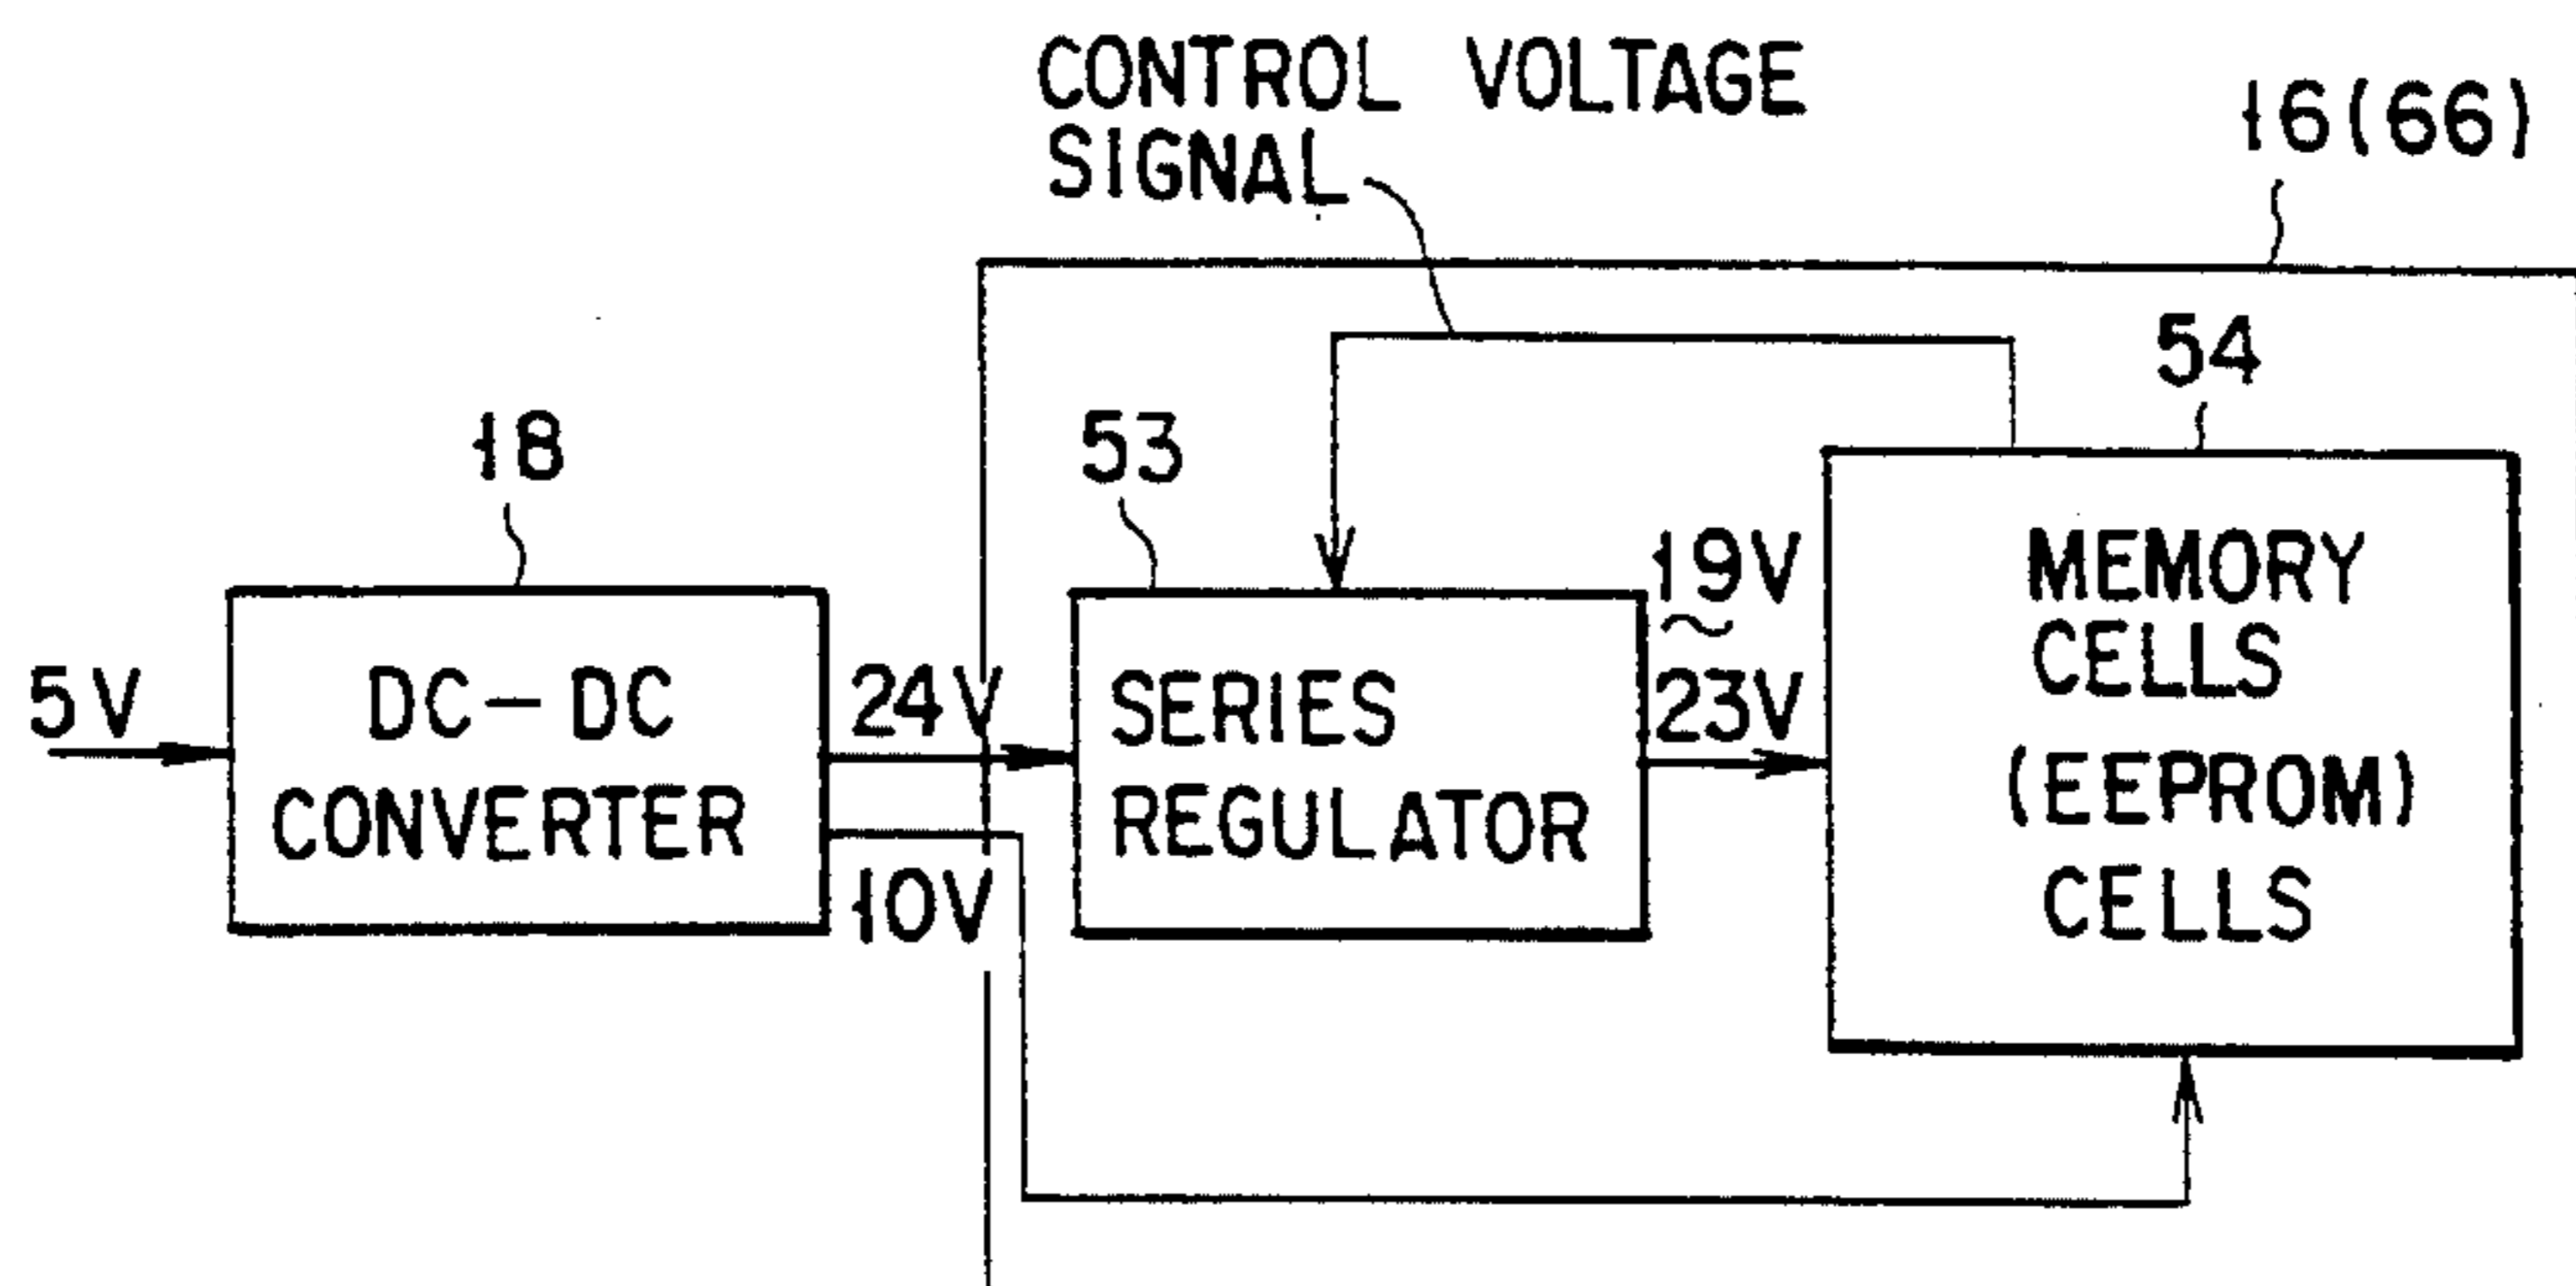 CONTROL VOLTAGE
SIGNAL
16(66)
54
18
53
5V
DC-DC
CONVERTER
24V
10V
SERIES
REGULATOR
19V
~
23V
MEMORY
CELLS
(EEPROM)
CELLS